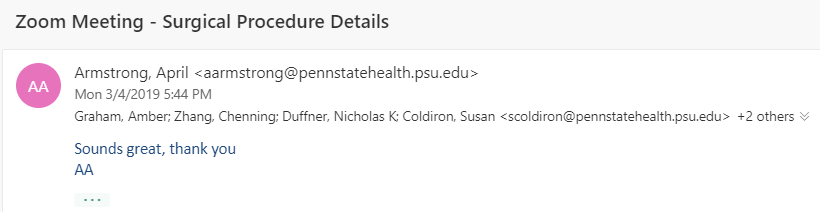 Zoom Meeting - Surgical Procedure Details
AA
Armstrong, April <aarmstrong@pennstatehealth.psu.edu>
Mon 3/4/2019 5:44 PM
Graham, Amber; Zhang, Chenning; Duffner, Nicholas K; Coldiron, Susan <scoldiron@pennstatehealth.psu.edu> +2 others
Sounds great, thank you
AA
...